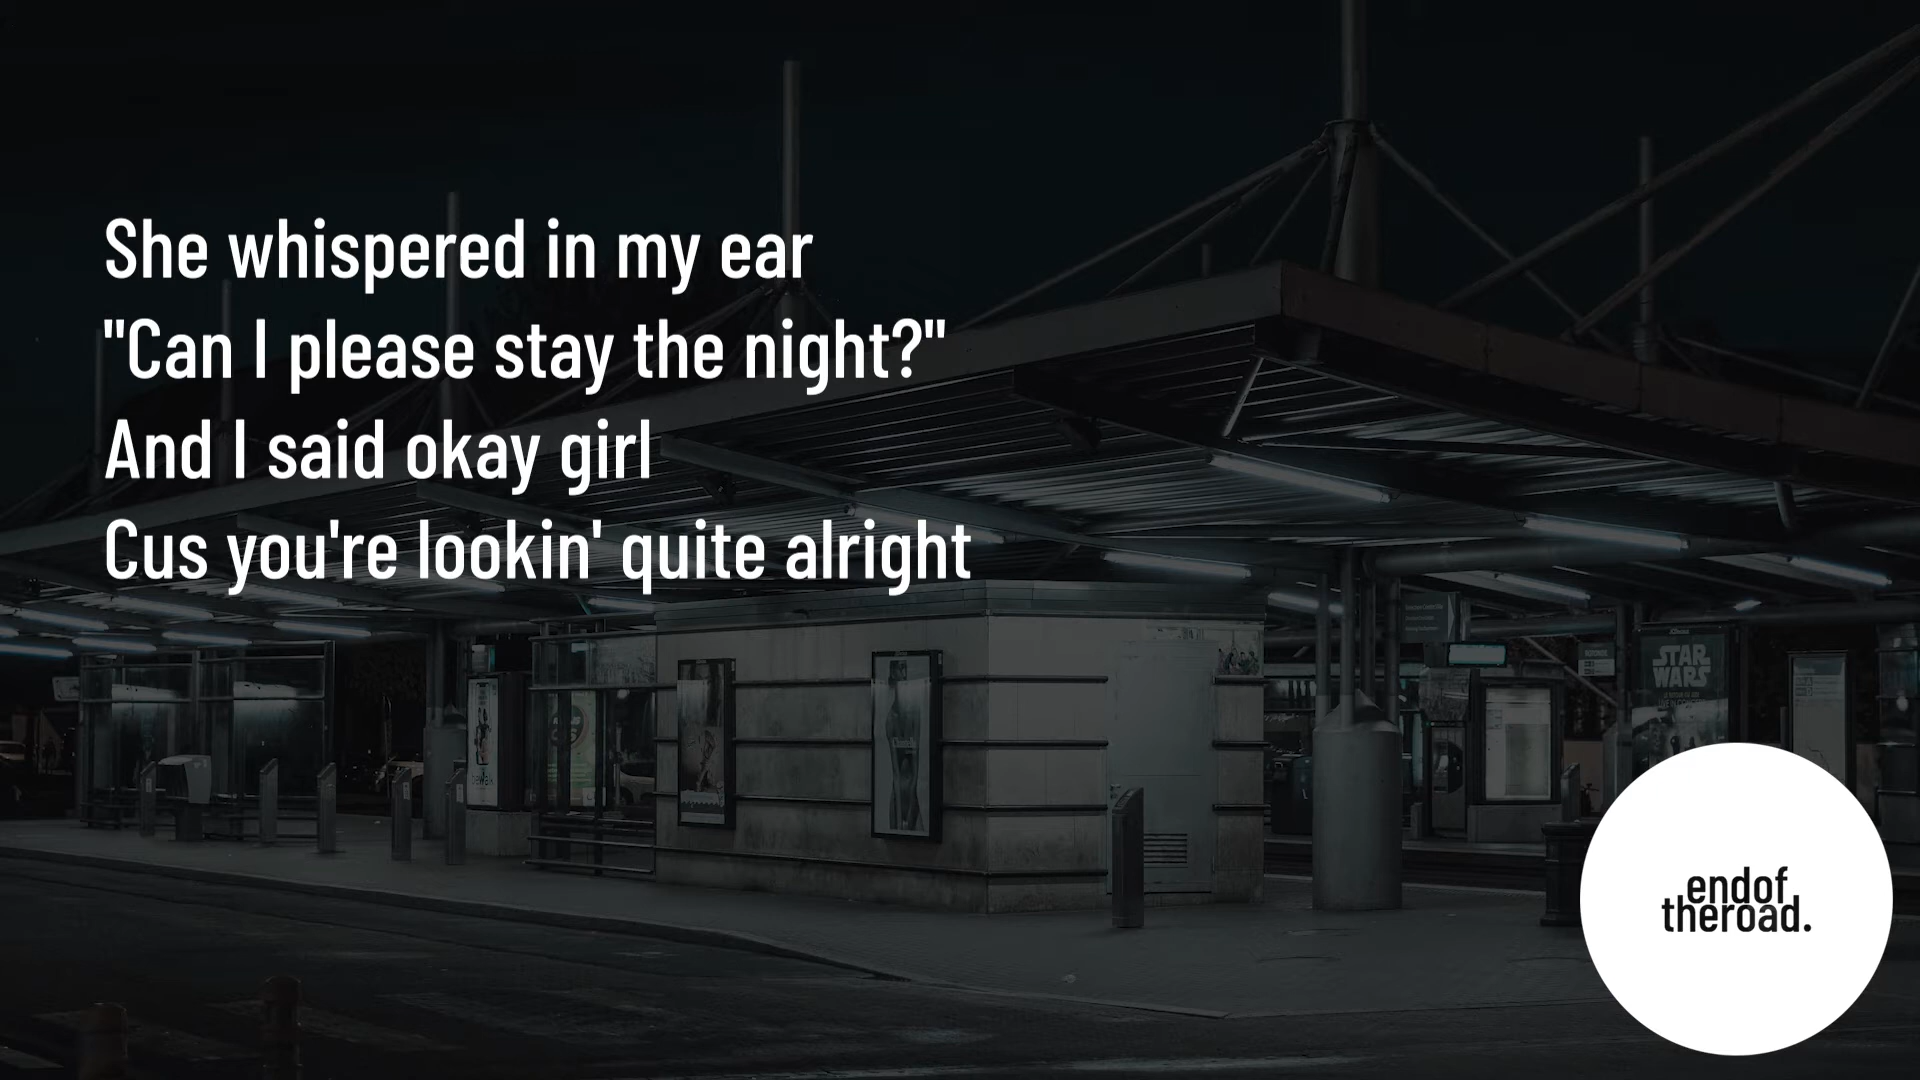 She whispered in my ear
"Can I please stay the night?"
And I said okay girl
Cus you're lookin' quite alright
STAR
WARS
endof
theroad.